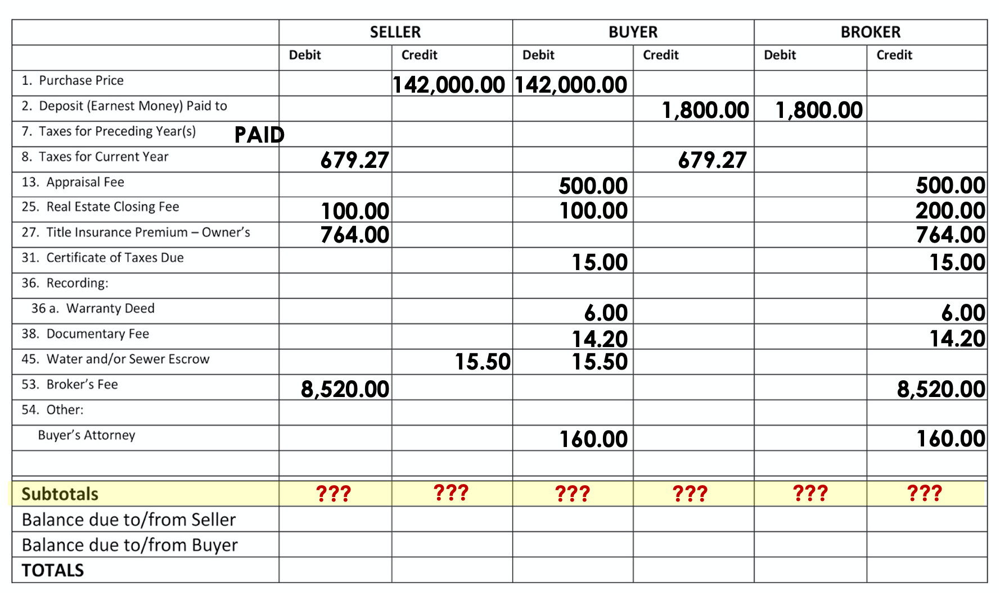 SELLER BUYER BROKER
Debit Credit Debit Credit Debit Credit
1. Purchase Price 142,000.00 142,000.00
2. Deposit (Earnest Money) Paid to 1,800.00 1,800.00
7. Taxes for Preceding Year(s) PAID
8. Taxes for Current Year 679.27 679.27
13. Appraisal Fee 500.00 500.00
25. Real Estate Closing Fee 100.00 100.00 200.00
27. Title Insurance Premium – Owner's 764.00 764.00
31. Certificate of Taxes Due 15.00 15.00
36. Recording:
36 a. Warranty Deed 6.00 6.00
38. Documentary Fee 14.20 14.20
45. Water and/or Sewer Escrow 15.50 15.50
53. Broker's Fee 8,520.00 8,520.00
54. Other:
Buyer's Attorney 160.00 160.00
Subtotals ??? ??? ??? ??? ??? ???
Balance due to/from Seller
Balance due to/from Buyer
TOTALS